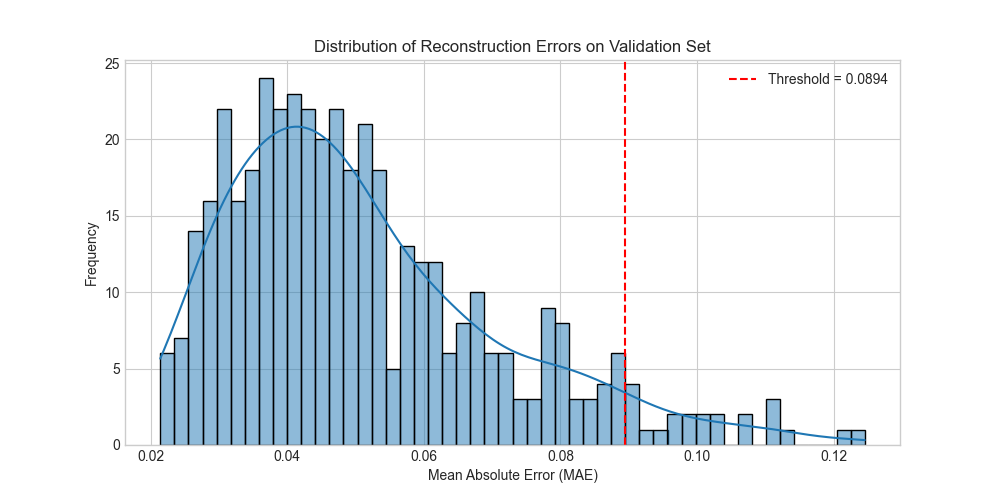 Distribution of Reconstruction Errors on Validation Set
Threshold = 0.0894
Frequency
25
20
15
10
5
0
0.02 0.04 0.06 0.08 0.10 0.12
Mean Absolute Error (MAE)